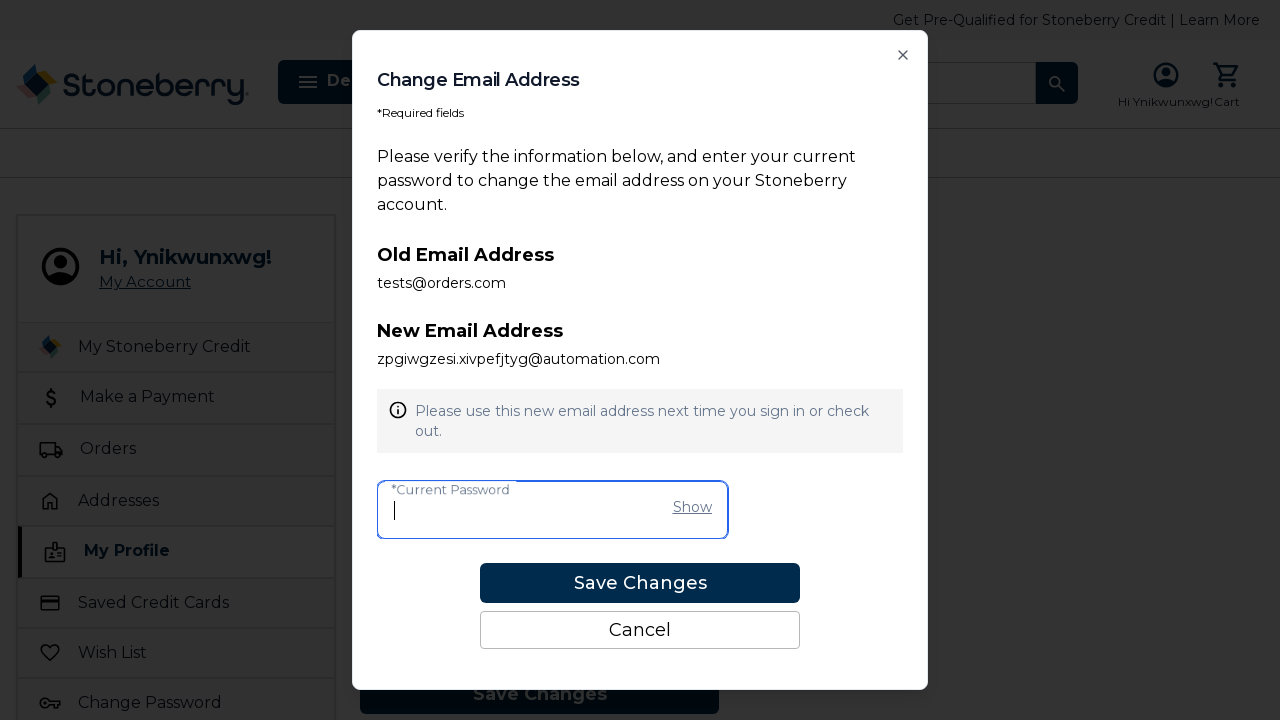 Get Pre-Qualified for Stoneberry Credit | Learn More
Stoneberry
De
Hi Ynikwunxwg!
Cart
Hi, Ynikwunxwg!
My Account
My Stoneberry Credit
Make a Payment
Orders
Addresses
My Profile
Saved Credit Cards
Wish List
Change Password
Change Email Address
*Required fields
Please verify the information below, and enter your current
password to change the email address on your Stoneberry
account.
Old Email Address
tests@orders.com
New Email Address
zpgiwgzesi.xivpefjtyg@automation.com
Please use this new email address next time you sign in or check
out.
*Current Password
Show
Save Changes
Cancel
Save Changes